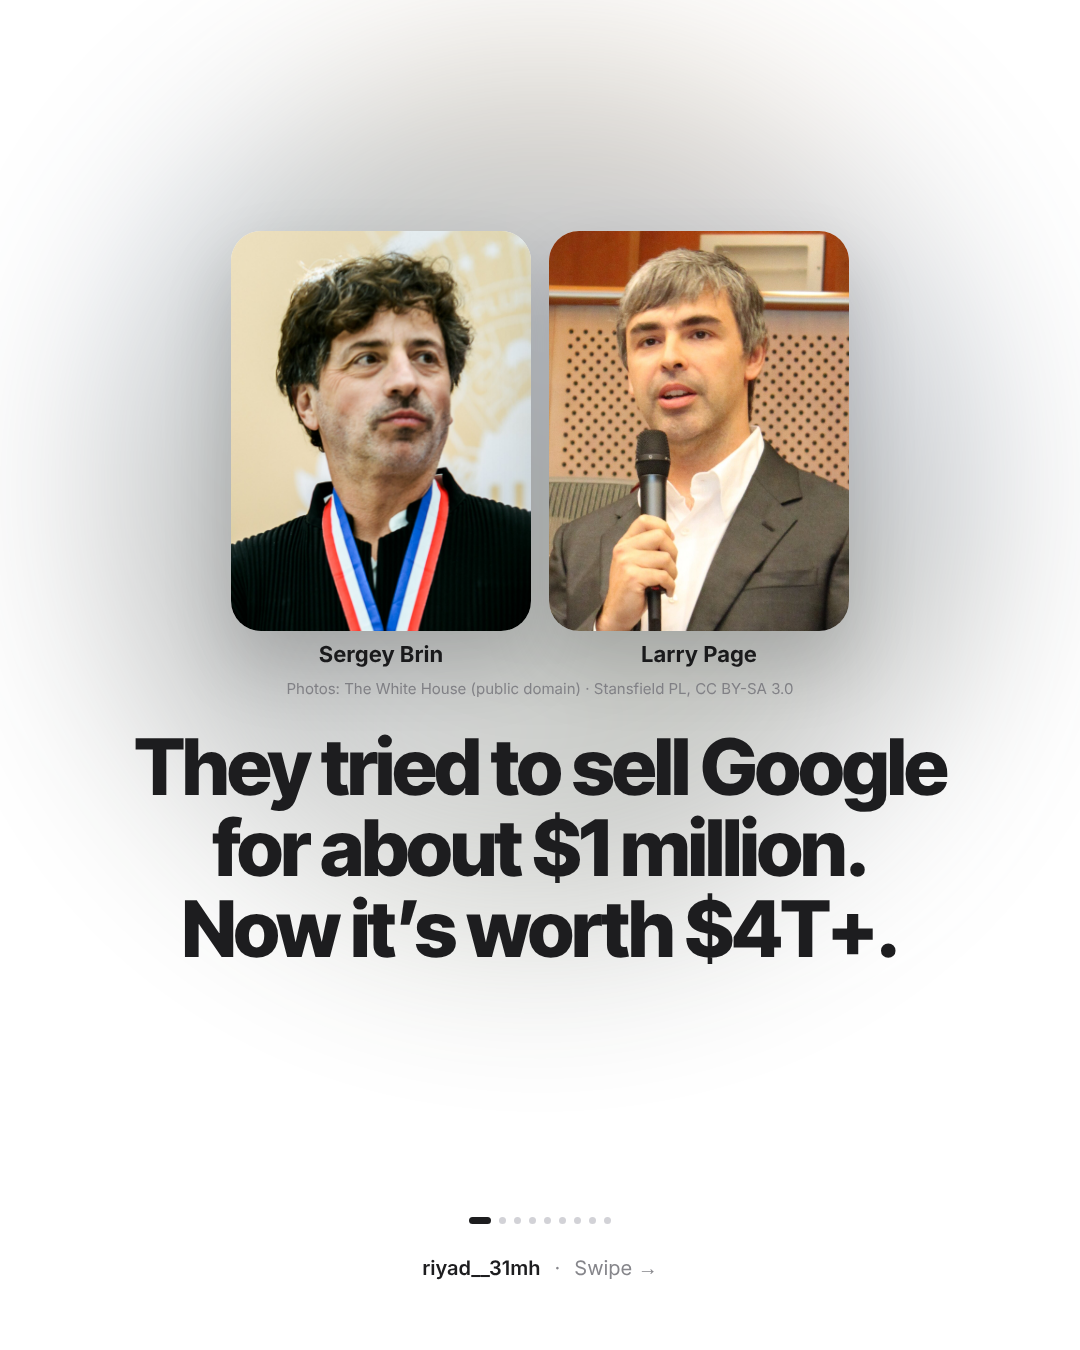 Sergey Brin
Larry Page
Photos: The White House (public domain) · Stansfield PL, CC BY-SA 3.0
They tried to sell Google
for about $1 million.
Now it’s worth $4T+.
riyad__31mh · Swipe →